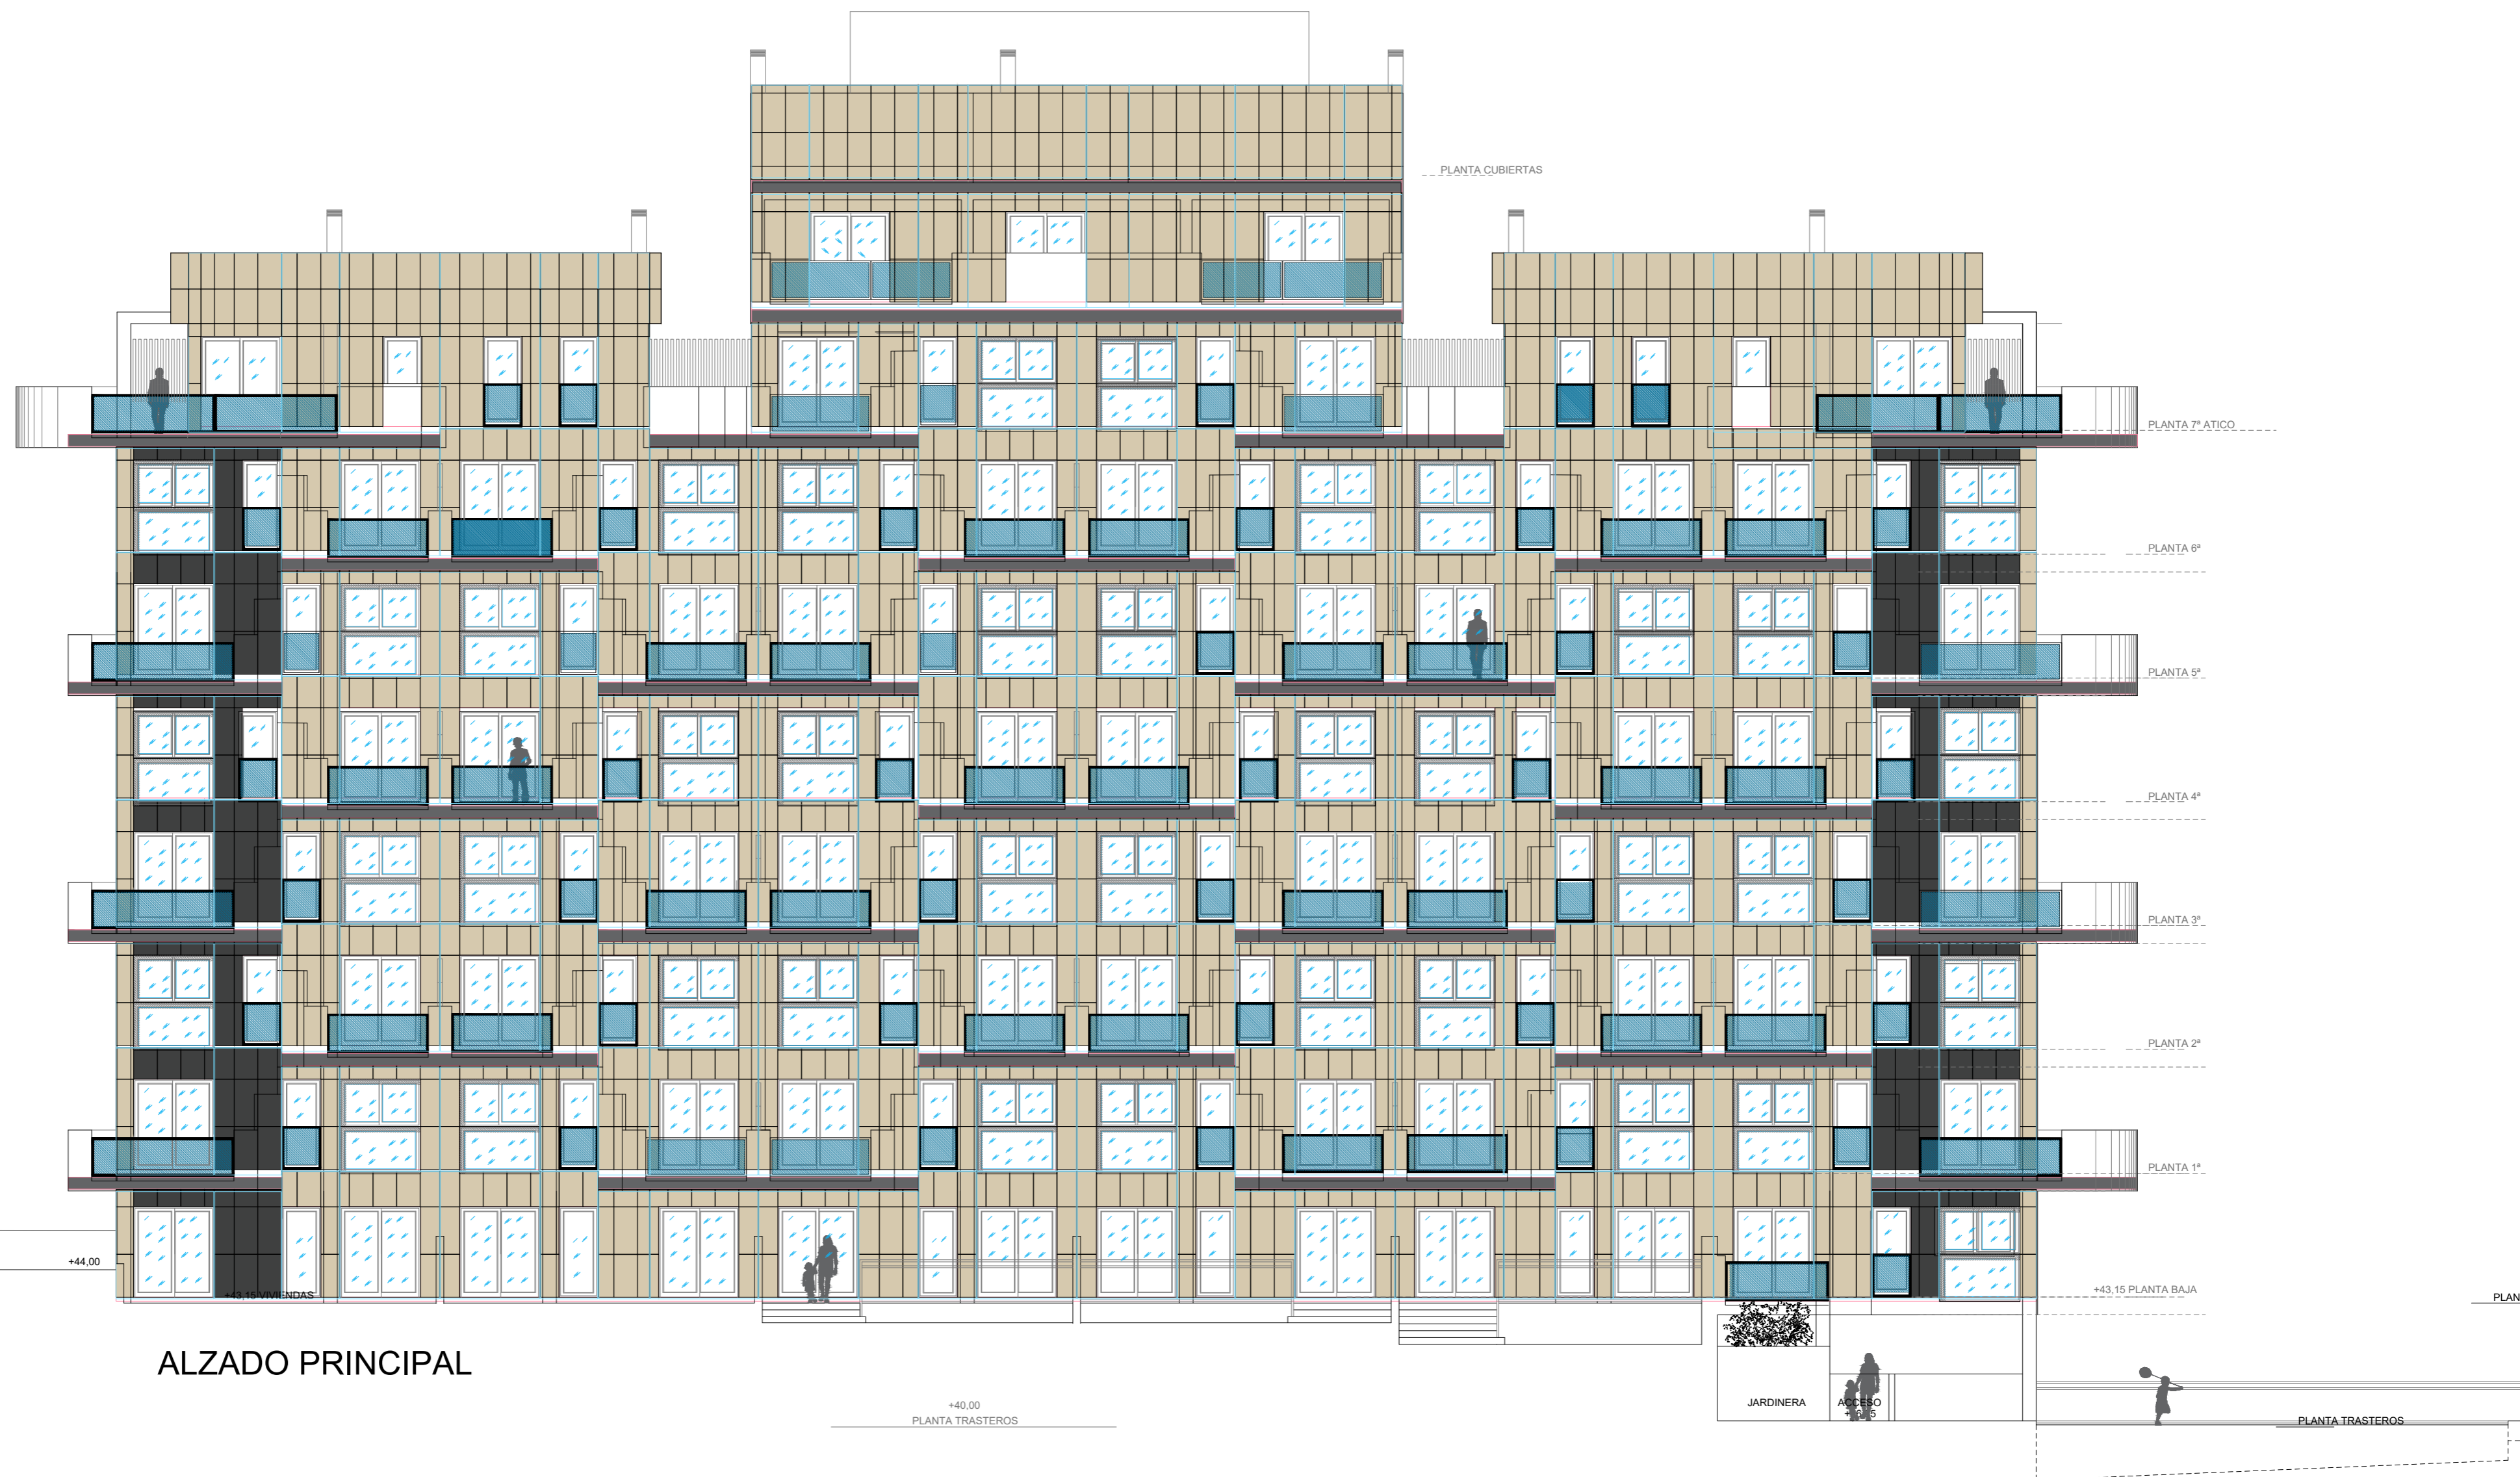 PLANTA CUBIERTAS
PLANTA 7ª ATICO
PLANTA 6ª
PLANTA 5ª
PLANTA 4ª
PLANTA 3ª
PLANTA 2ª
PLANTA 1ª
+44,00
+43,15 VIVIENDAS
+43,15 PLANTA BAJA
PLAN
ALZADO PRINCIPAL
JARDINERA
ACCESO
+40,00
PLANTA TRASTEROS
PLANTA TRASTEROS